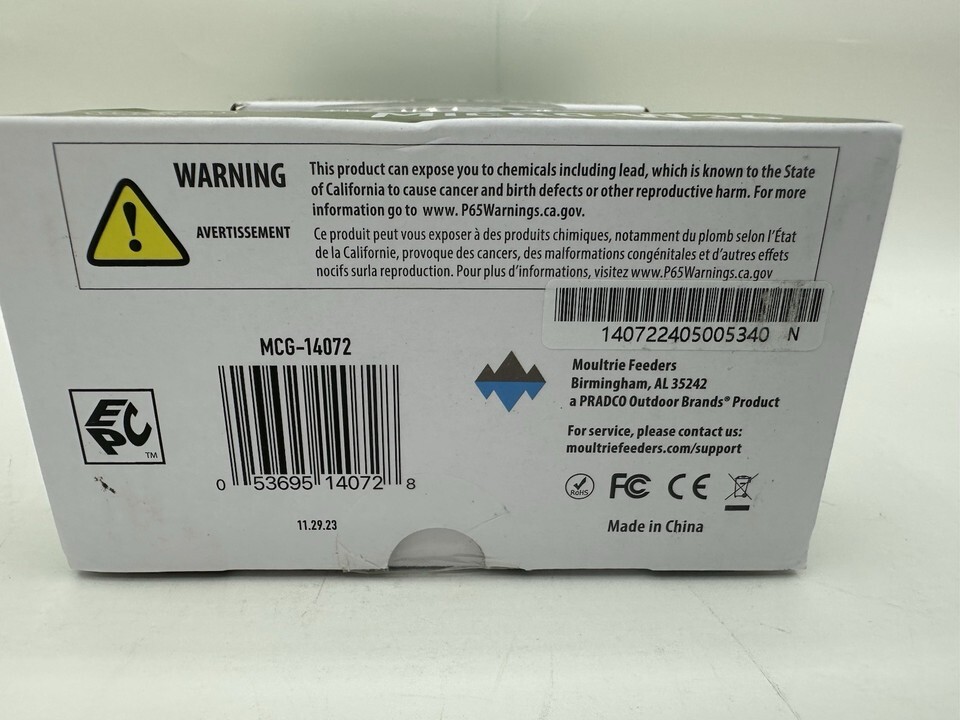 WARNING
This product can expose you to chemicals including lead, which is known to the State
of California to cause cancer and birth defects or other reproductive harm. For more
information go to www. P65Warnings.ca.gov.
AVERTISSEMENT
Ce produit peut vous exposer à des produits chimiques, notamment du plomb selon l'État
de la Californie, provoque des cancers, des malformations congénitales et d'autres effets
nocifs surla reproduction. Pour plus d'informations, visitez www.P65Warnings.ca.gov
140722405005340 N
MCG-14072
0 53695 14072 8
11.29.23
EPC
TM
Moultrie Feeders
Birmingham, AL 35242
a PRADCO Outdoor Brands® Product
For service, please contact us:
moultriefeeders.com/support
RoHS FC CE
Made in China